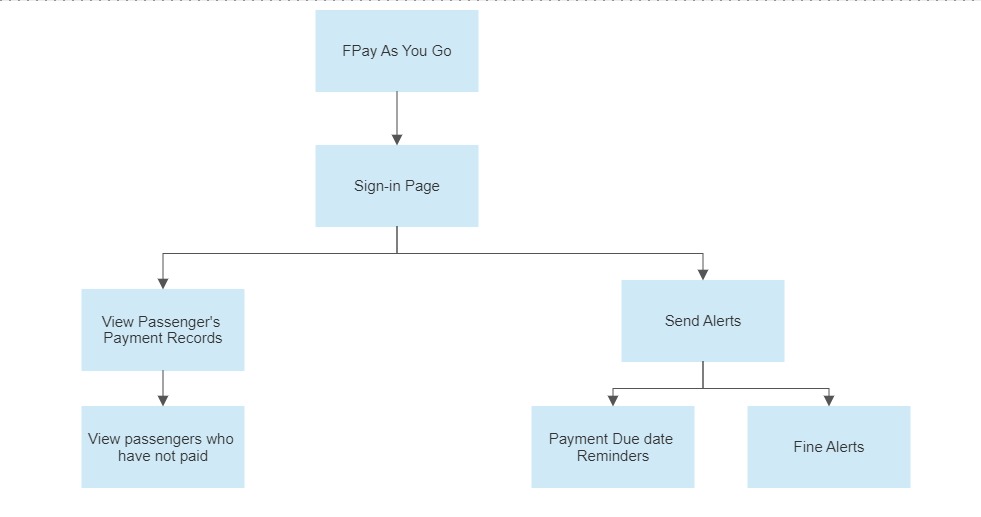 FPay As You Go
Sign-in Page
View Passenger's
Payment Records
Send Alerts
View passengers who
have not paid
Payment Due date
Reminders
Fine Alerts